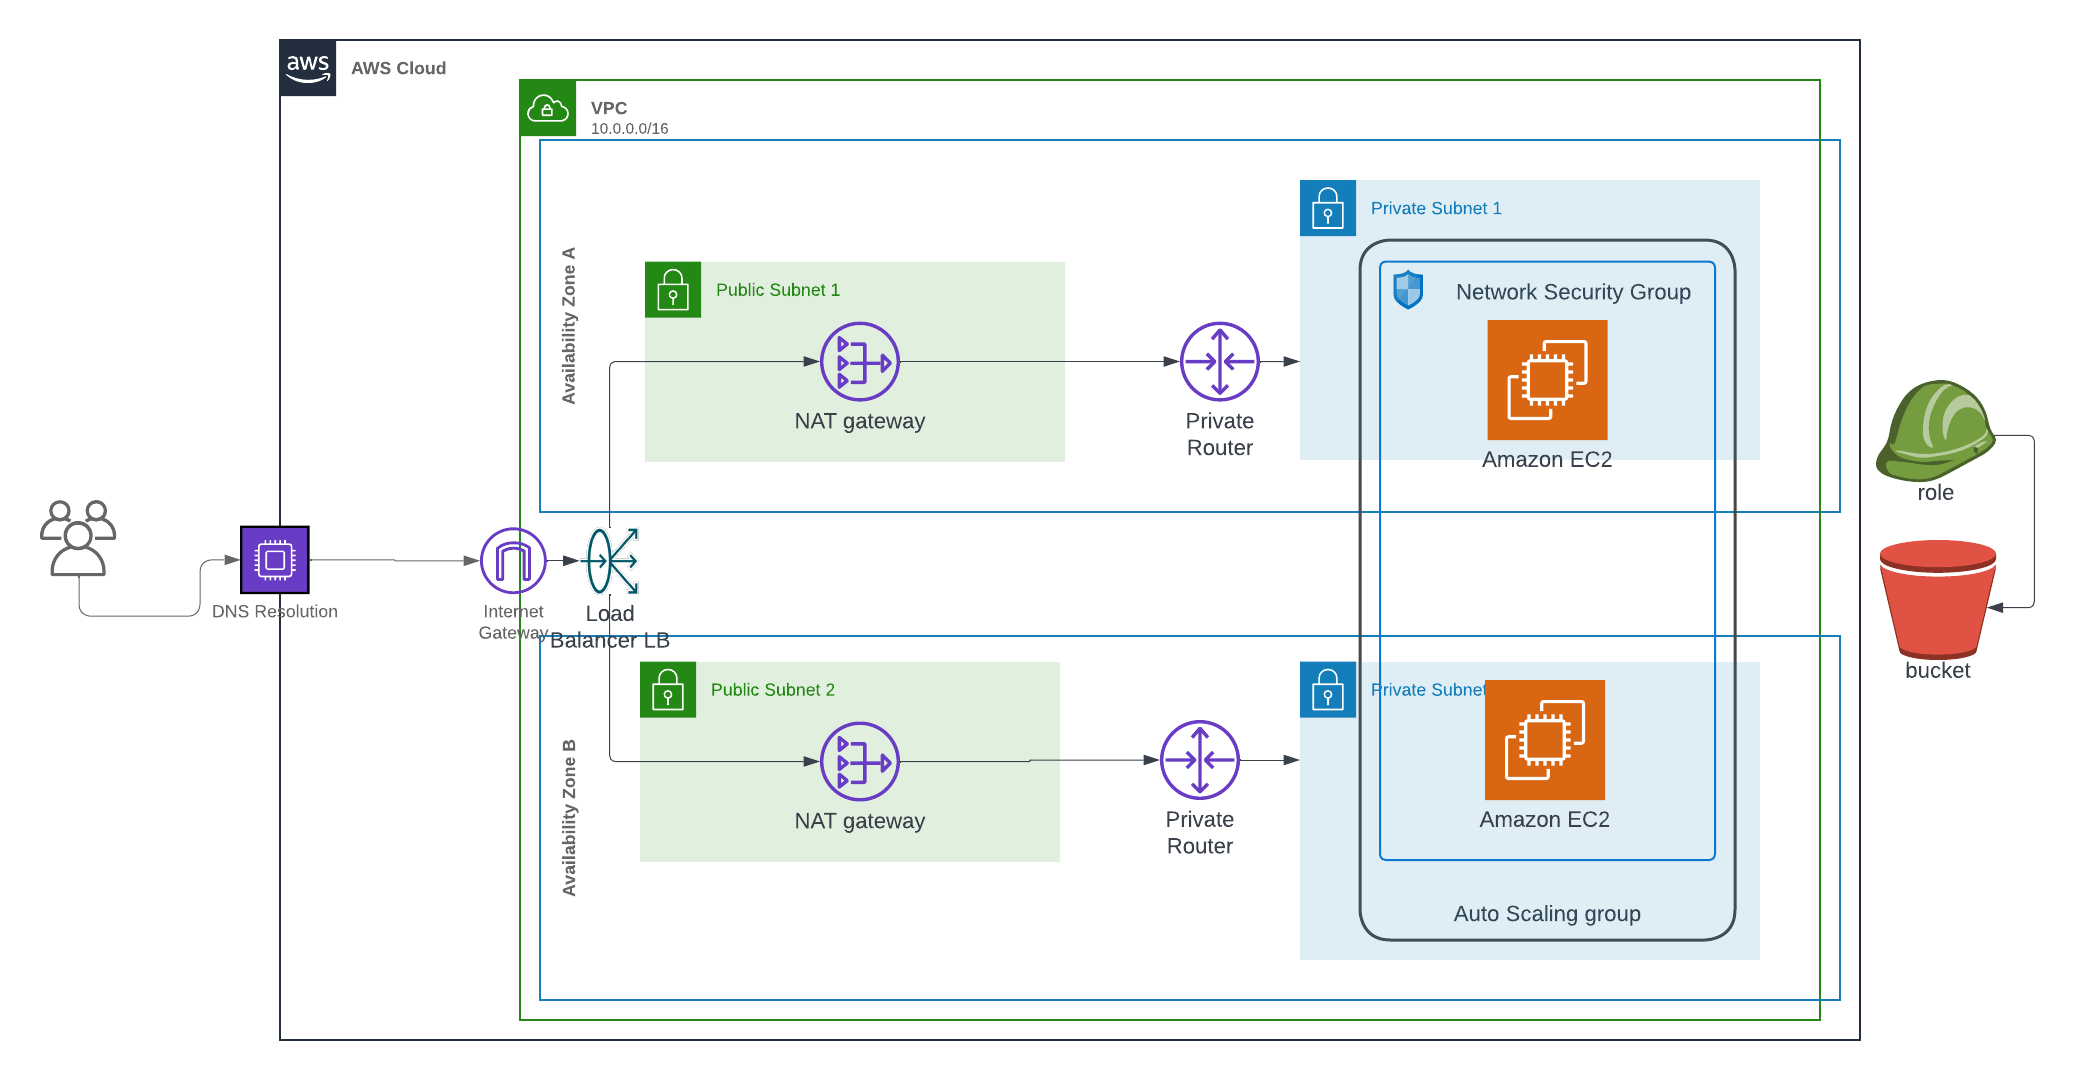 aws
AWS Cloud
VPC
10.0.0.0/16
Availability Zone A
Public Subnet 1
NAT gateway
Private
Router
Private Subnet 1
Network Security Group
Amazon EC2
role
bucket
DNS Resolution
Internet
Gateway
Load
Balancer LB
Availability Zone B
Public Subnet 2
NAT gateway
Private
Router
Private Subnet
Amazon EC2
Auto Scaling group